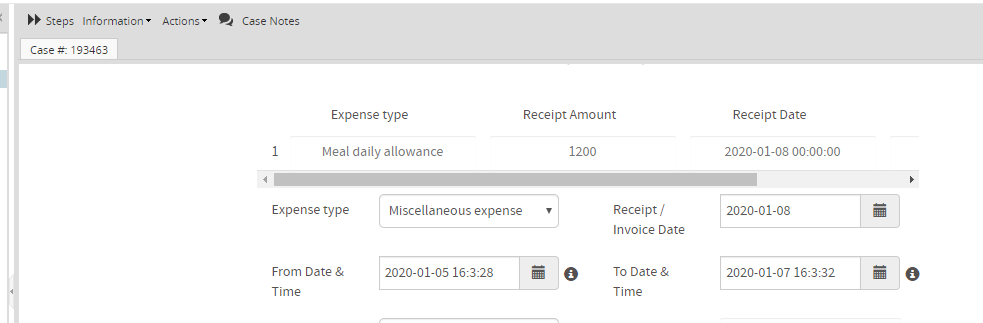 Steps Information Actions Case Notes
Case #: 193463
Expense type Receipt Amount Receipt Date
1 Meal daily allowance 1200 2020-01-08 00:00:00
Expense type Miscellaneous expense Receipt / Invoice Date 2020-01-08
From Date & Time 2020-01-05 16:3:28 To Date & Time 2020-01-07 16:3:32